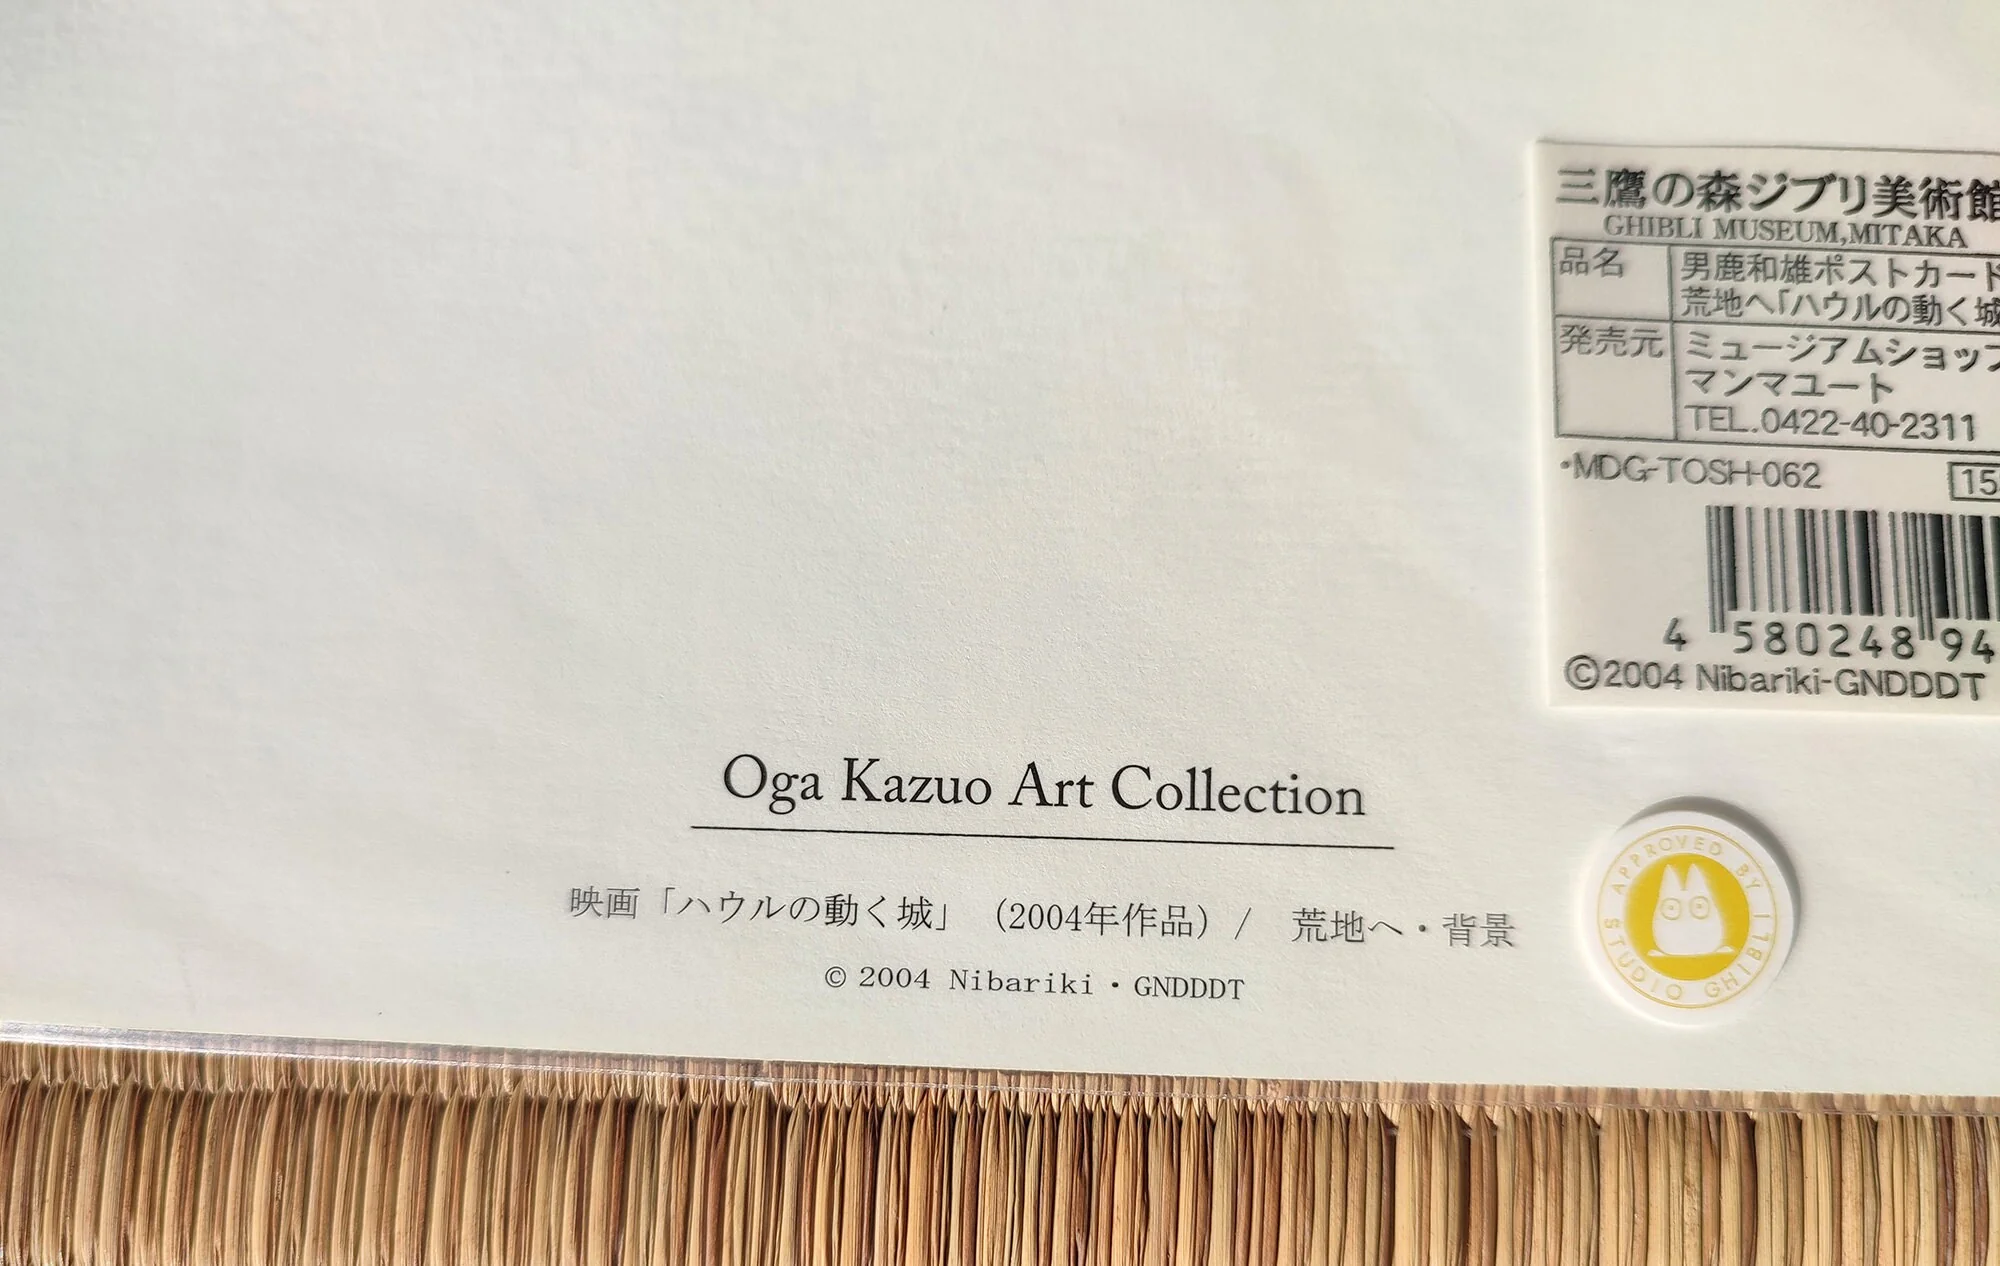 三鷹の森ジブリ美術館
GHIBLI MUSEUM,MITAKA
品名
男鹿和雄ポストカード
荒地へ「ハウルの動く城
発売元
ミュージアムショップ
マンマユート
TEL.0422-40-2311
・MDG-TOSH-062
15
4 580248 94
©2004 Nibariki-GNDDDT
Oga Kazuo Art Collection
映画「ハウルの動く城」（2004年作品）/ 荒地へ・背景
© 2004 Nibariki・GNDDDT
APPROVED BY
STUDIO GHIBLI